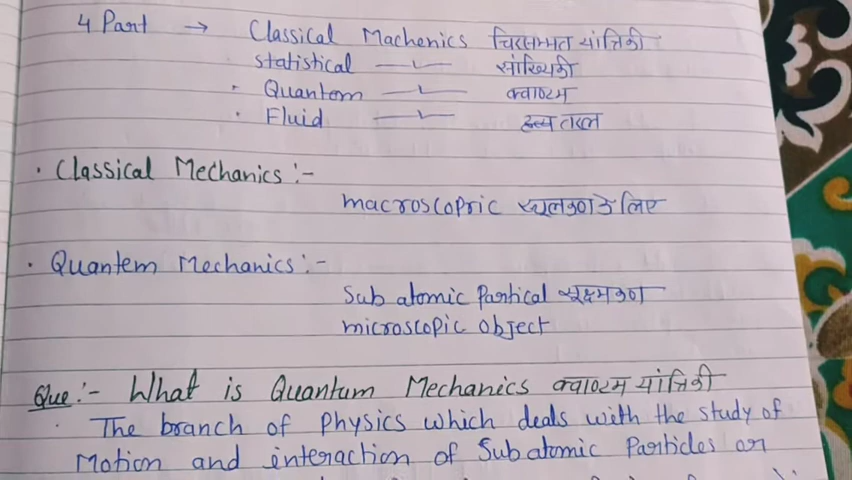 4 Part → Classical Machenics चिरसम्मत यांत्रिकी
Statistical —✓— सांख्यिकी
· Quantom —✓— क्वाण्टम
· Fluid —✓— तरल
· Classical Mechanics :-
macroscopric स्थूलकण के लिए
· Quantem Mechanics :-
Sub atomic Partical सूक्ष्मकण
microscopic object
Que :- What is Quantum Mechanics क्वाण्टम यांत्रिकी
· The branch of Physics which deals with the study of
Motion and interaction of Subatomic Particles or